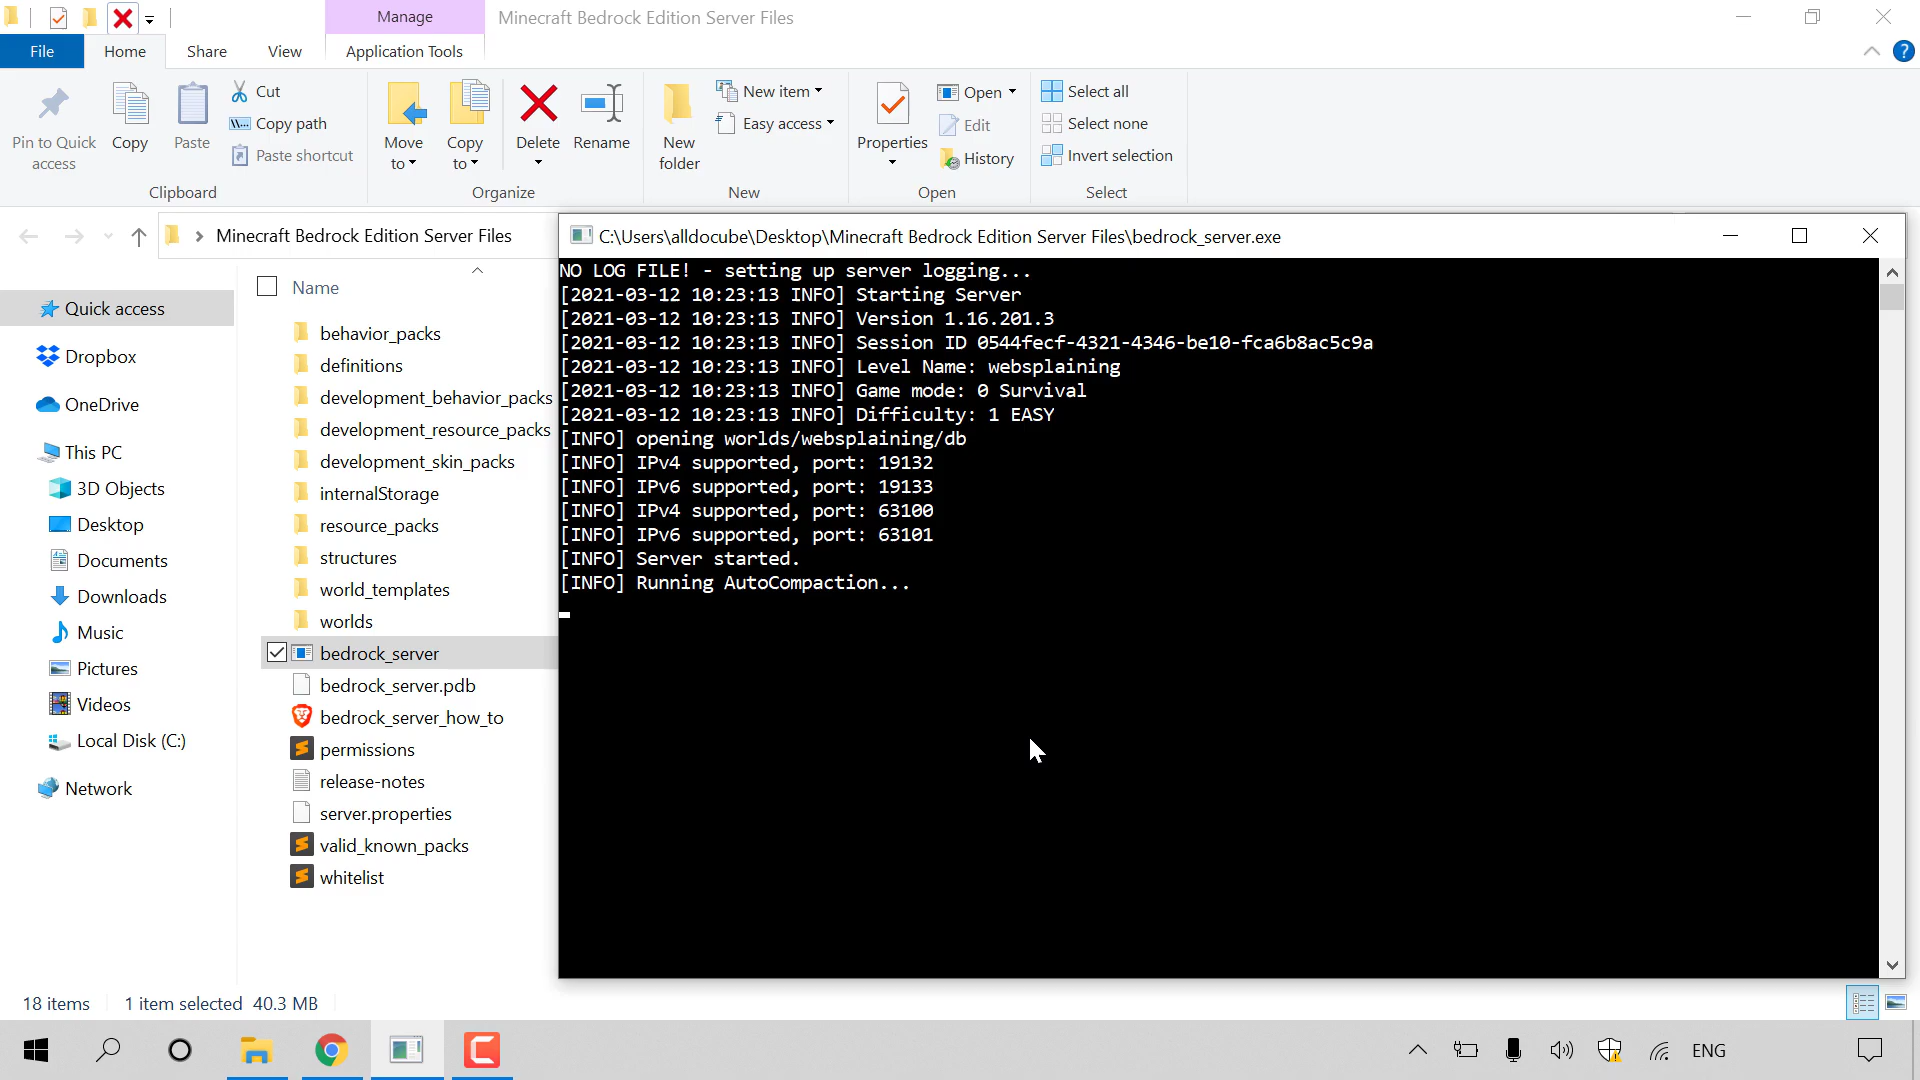 Manage
Minecraft Bedrock Edition Server Files
File
Home
Share
View
Application Tools
Pin to Quick access
Copy
Paste
Cut
Copy path
Paste shortcut
Clipboard
Move to
Copy to
Delete
Rename
Organize
New folder
New item
Easy access
New
Properties
Open
Edit
History
Open
Select all
Select none
Invert selection
Select
Minecraft Bedrock Edition Server Files
Quick access
Dropbox
OneDrive
This PC
3D Objects
Desktop
Documents
Downloads
Music
Pictures
Videos
Local Disk (C:)
Network
Name
behavior_packs
definitions
development_behavior_packs
development_resource_packs
development_skin_packs
internalStorage
resource_packs
structures
world_templates
worlds
bedrock_server
bedrock_server.pdb
bedrock_server_how_to
permissions
release-notes
server.properties
valid_known_packs
whitelist
C:\Users\alldocube\Desktop\Minecraft Bedrock Edition Server Files\bedrock_server.exe
NO LOG FILE! - setting up server logging...
[2021-03-12 10:23:13 INFO] Starting Server
[2021-03-12 10:23:13 INFO] Version 1.16.201.3
[2021-03-12 10:23:13 INFO] Session ID 0544fecf-4321-4346-be10-fca6b8ac5c9a
[2021-03-12 10:23:13 INFO] Level Name: websplaining
[2021-03-12 10:23:13 INFO] Game mode: 0 Survival
[2021-03-12 10:23:13 INFO] Difficulty: 1 EASY
[INFO] opening worlds/websplaining/db
[INFO] IPv4 supported, port: 19132
[INFO] IPv6 supported, port: 19133
[INFO] IPv4 supported, port: 63100
[INFO] IPv6 supported, port: 63101
[INFO] Server started.
[INFO] Running AutoCompaction...
18 items
1 item selected 40.3 MB
ENG